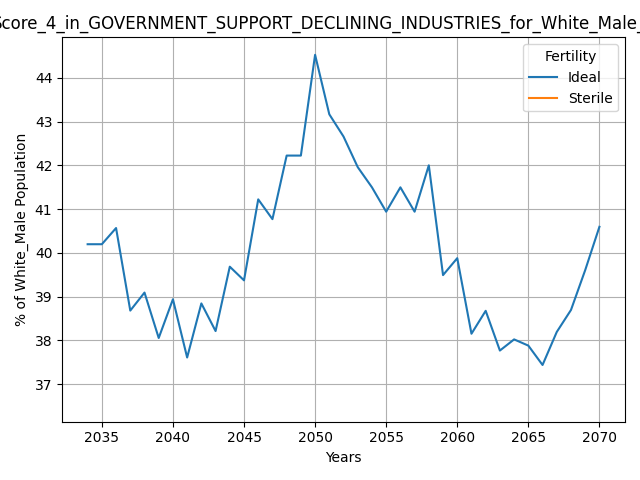 Score_4_in_GOVERNMENT_SUPPORT_DECLINING_INDUSTRIES_for_White_Male_
Fertility
Ideal
Sterile
% of White_Male Population
44
43
42
41
40
39
38
37
2035 2040 2045 2050 2055 2060 2065 2070
Years